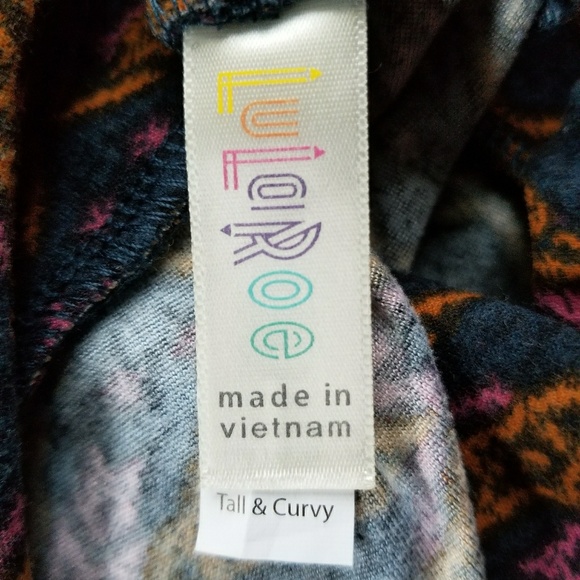 LuLaRoe
made in
vietnam
Tall & Curvy